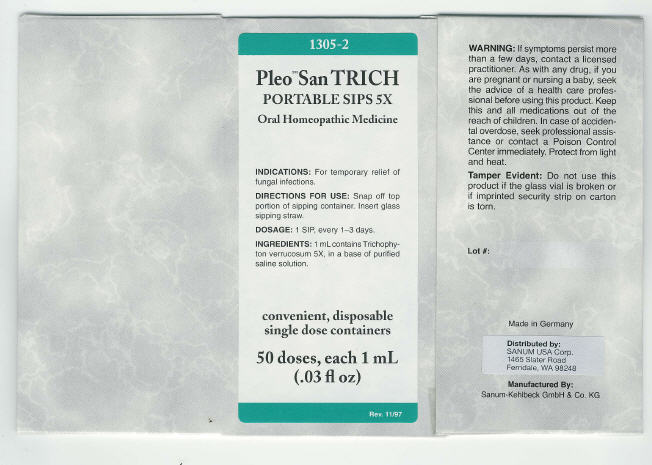 1305-2
Pleo™ San TRICH
PORTABLE SIPS 5X
Oral Homeopathic Medicine
INDICATIONS: For temporary relief of
fungal infections.
DIRECTIONS FOR USE: Snap off top
portion of sipping container. Insert glass
sipping straw.
DOSAGE: 1 SIP, every 1–3 days.
INGREDIENTS: 1 mL contains Trichophy-
ton verrucosum 5X, in a base of purified
saline solution.
convenient, disposable
single dose containers
50 doses, each 1 mL
(.03 fl oz)
Rev. 11/97
WARNING: If symptoms persist more
than a few days, contact a licensed
practitioner. As with any drug, if you
are pregnant or nursing a baby, seek
the advice of a health care profes-
sional before using this product. Keep
this and all medications out of the
reach of children. In case of acciden-
tal overdose, seek professional assis-
tance or contact a Poison Control
Center immediately. Protect from light
and heat.
Tamper Evident: Do not use this
product if the glass vial is broken or
if imprinted security strip on carton
is torn.
Lot #:
Made in Germany
Distributed by:
SANUM USA Corp.
1465 Slater Road
Ferndale, WA 98248
Manufactured By:
Sanum-Kehlbeck GmbH & Co. KG